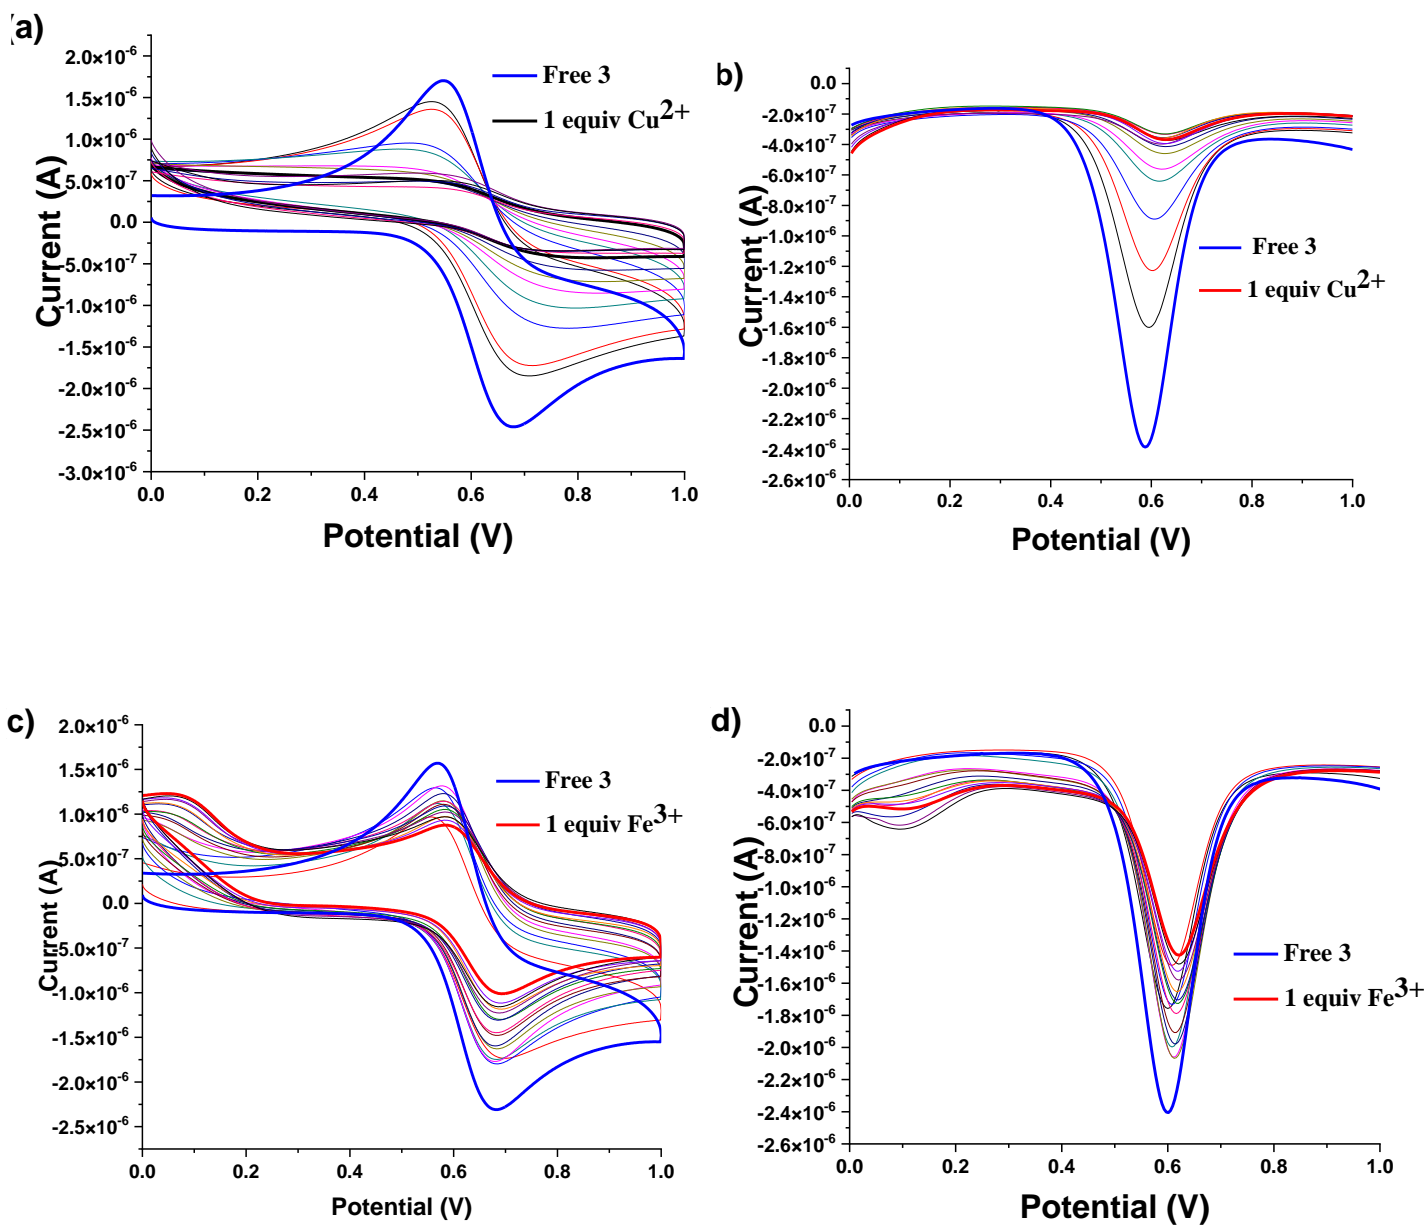 (a)
2.0×10⁻⁶
1.5×10⁻⁶
1.0×10⁻⁶
5.0×10⁻⁷
0.0
-5.0×10⁻⁷
-1.0×10⁻⁶
-1.5×10⁻⁶
-2.0×10⁻⁶
-2.5×10⁻⁶
-3.0×10⁻⁶
0.0 0.2 0.4 0.6 0.8 1.0
Current (A)
Potential (V)
Free 3
1 equiv Cu²⁺
b)
0.0
-2.0×10⁻⁷
-4.0×10⁻⁷
-6.0×10⁻⁷
-8.0×10⁻⁷
-1.0×10⁻⁶
-1.2×10⁻⁶
-1.4×10⁻⁶
-1.6×10⁻⁶
-1.8×10⁻⁶
-2.0×10⁻⁶
-2.2×10⁻⁶
-2.4×10⁻⁶
-2.6×10⁻⁶
0.0 0.2 0.4 0.6 0.8 1.0
Current (A)
Potential (V)
Free 3
1 equiv Cu²⁺
c)
2.0×10⁻⁶
1.5×10⁻⁶
1.0×10⁻⁶
5.0×10⁻⁷
0.0
-5.0×10⁻⁷
-1.0×10⁻⁶
-1.5×10⁻⁶
-2.0×10⁻⁶
-2.5×10⁻⁶
0.0 0.2 0.4 0.6 0.8 1.0
Current (A)
Potential (V)
Free 3
1 equiv Fe³⁺
d)
0.0
-2.0×10⁻⁷
-4.0×10⁻⁷
-6.0×10⁻⁷
-8.0×10⁻⁷
-1.0×10⁻⁶
-1.2×10⁻⁶
-1.4×10⁻⁶
-1.6×10⁻⁶
-1.8×10⁻⁶
-2.0×10⁻⁶
-2.2×10⁻⁶
-2.4×10⁻⁶
-2.6×10⁻⁶
0.0 0.2 0.4 0.6 0.8 1.0
Current (A)
Potential (V)
Free 3
1 equiv Fe³⁺